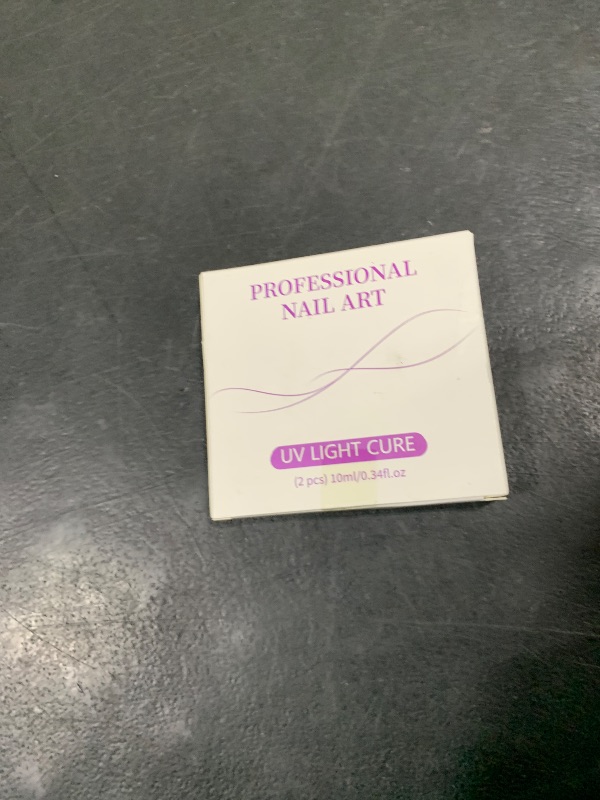 PROFESSIONAL
NAIL ART
UV LIGHT CURE
(2 pcs) 10ml/0.34fl.oz